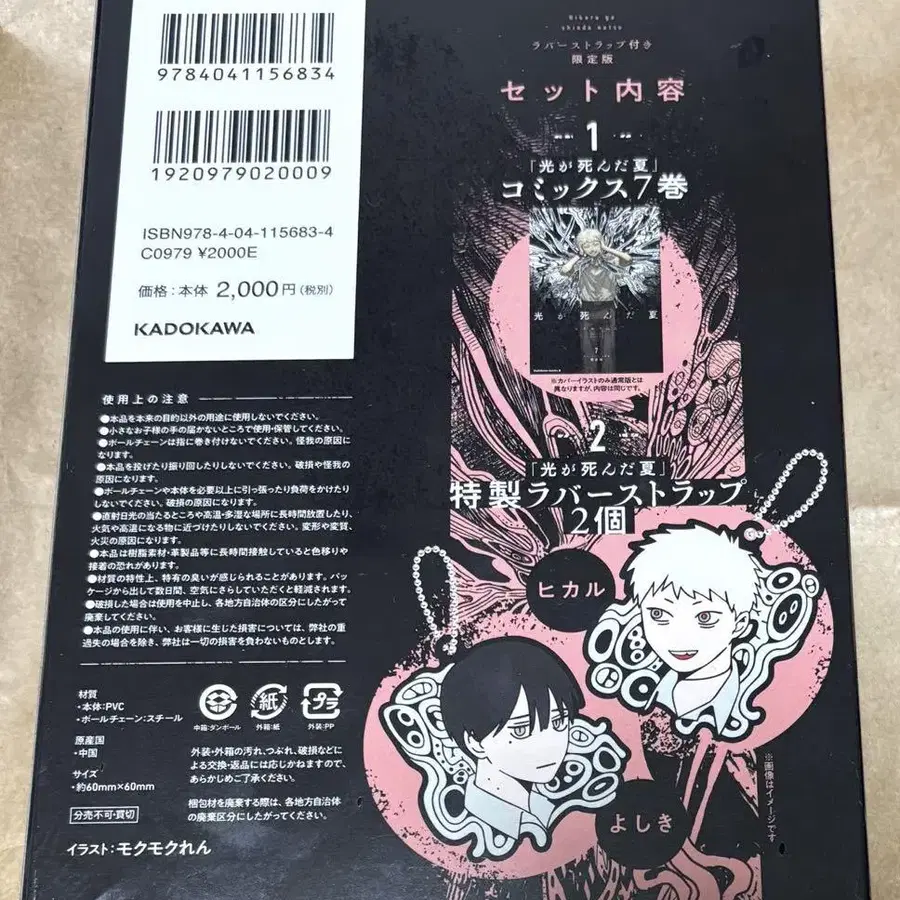 9784041156834
1920979020009
ISBN978-4-04-115683-4
C0979 ¥2000E
価格：本体 2,000円（税別）
KADOKAWA
使用上の注意
●本品を本来の目的以外の用途に使用しないでください。
●小さなお子様の手の届かないところで使用・保管してください。
●ボールチェーンは指に巻き付けないでください。怪我の原因に
なります。
●本品を投げたり振り回したりしないでください。破損や怪我の
原因になります。
●ボールチェーンや本体を必要以上に引っ張ったり負荷をかけたり
しないでください。破損の原因になります。
●直射日光の当たるところや高温・多湿な場所に長時間放置したり、
火気や高温になる物に近づけたりしないでください。変形や変質、
火災の原因になります。
●本品は樹脂素材・革製品等に長時間接触していると色移りや
接着の恐れがあります。
●材質の特性上、特有の臭いが感じられることがあります。パッ
ケージから出して数日間、空気にさらしていただくと軽減されます。
●破損した場合は使用を中止し、各地方自治体の区分にしたがって
廃棄してください。
●本品の使用に伴い、お客様に生じた損害については、弊社の重
過失の場合を除き、弊社は一切の損害を負わないものとします。
材質
・本体：PVC
・ボールチェーン：スチール
原産国
・中国
サイズ
・約60mm×60mm
分売不可・買切
中箱：ダンボール
紙
外箱：紙
プラ
外装：PP
外装・外箱の汚れ、つぶれ、破損などに
よる交換・返品には応じかねますので、
あらかじめご了承ください。
梱包材を廃棄する際は、各地方自治体
の廃棄区分にしたがってください。
イラスト：モクモクれん
Hikaru ga
shinda natsu
ラバーストラップ付き
限定版
セット内容
1
「光が死んだ夏」
コミックス7巻
光が死んだ夏
※カバーイラストのみ通常版とは
異なりますが、内容は同じです。
2
「光が死んだ夏」
特製ラバーストラップ
2個
ヒカル
よしき
※画像はイメージです